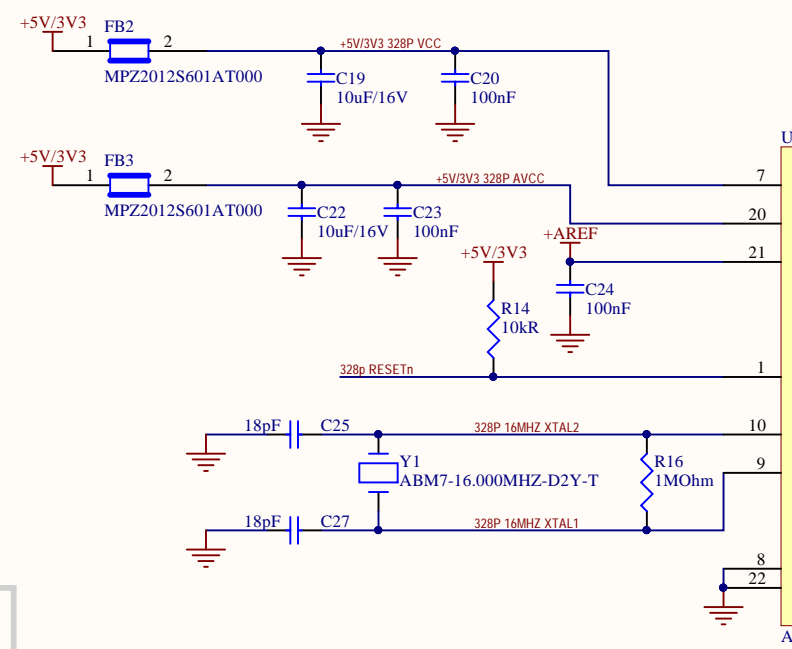 +5V/3V3
FB2
1 2
MPZ2012S601AT000
+5V/3V3 328P VCC
C19
10uF/16V
C20
100nF
U
7
+5V/3V3
FB3
1 2
MPZ2012S601AT000
+5V/3V3 328P AVCC
C22
10uF/16V
C23
100nF
20
+AREF
21
C24
100nF
+5V/3V3
R14
10kR
328p RESETn
1
18pF C25
328P 16MHZ XTAL2
10
Y1
ABM7-16.000MHZ-D2Y-T
R16
1MOhm
9
18pF C27
328P 16MHZ XTAL1
8
22
A